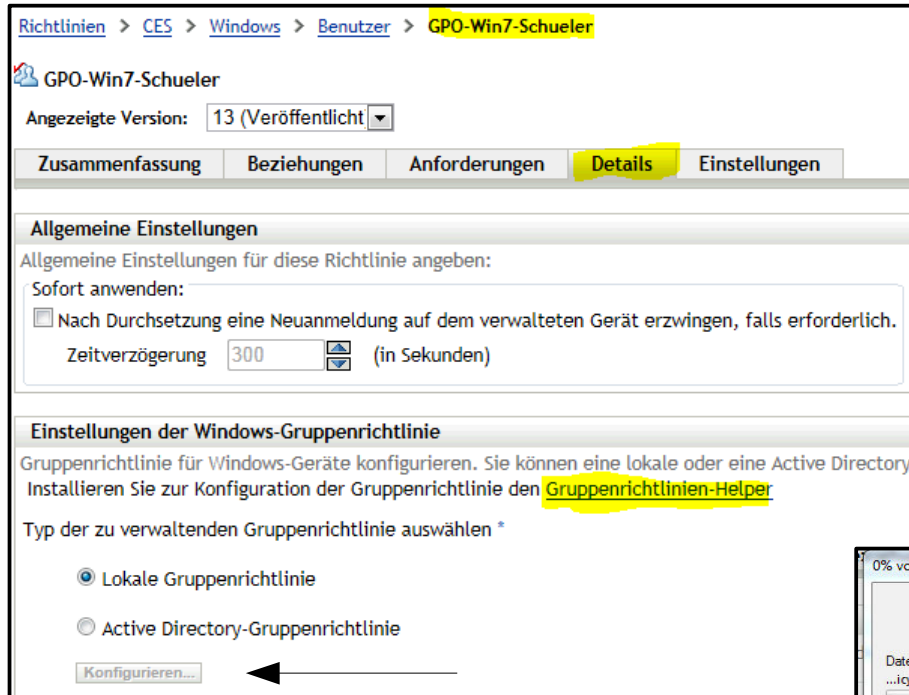 Richtlinien > CES > Windows > Benutzer > GPO-Win7-Schueler
GPO-Win7-Schueler
Angezeigte Version: 13 (Veröffentlicht
Zusammenfassung Beziehungen Anforderungen Details Einstellungen
Allgemeine Einstellungen
Allgemeine Einstellungen für diese Richtlinie angeben:
Sofort anwenden:
Nach Durchsetzung eine Neuanmeldung auf dem verwalteten Gerät erzwingen, falls erforderlich.
Zeitverzögerung 300 (in Sekunden)
Einstellungen der Windows-Gruppenrichtlinie
Gruppenrichtlinie für Windows-Geräte konfigurieren. Sie können eine lokale oder eine Active Directory
Installieren Sie zur Konfiguration der Gruppenrichtlinie den Gruppenrichtlinien-Helper
Typ der zu verwaltenden Gruppenrichtlinie auswählen *
Lokale Gruppenrichtlinie
0% vo
Active Directory-Gruppenrichtlinie
Konfigurieren...
Date